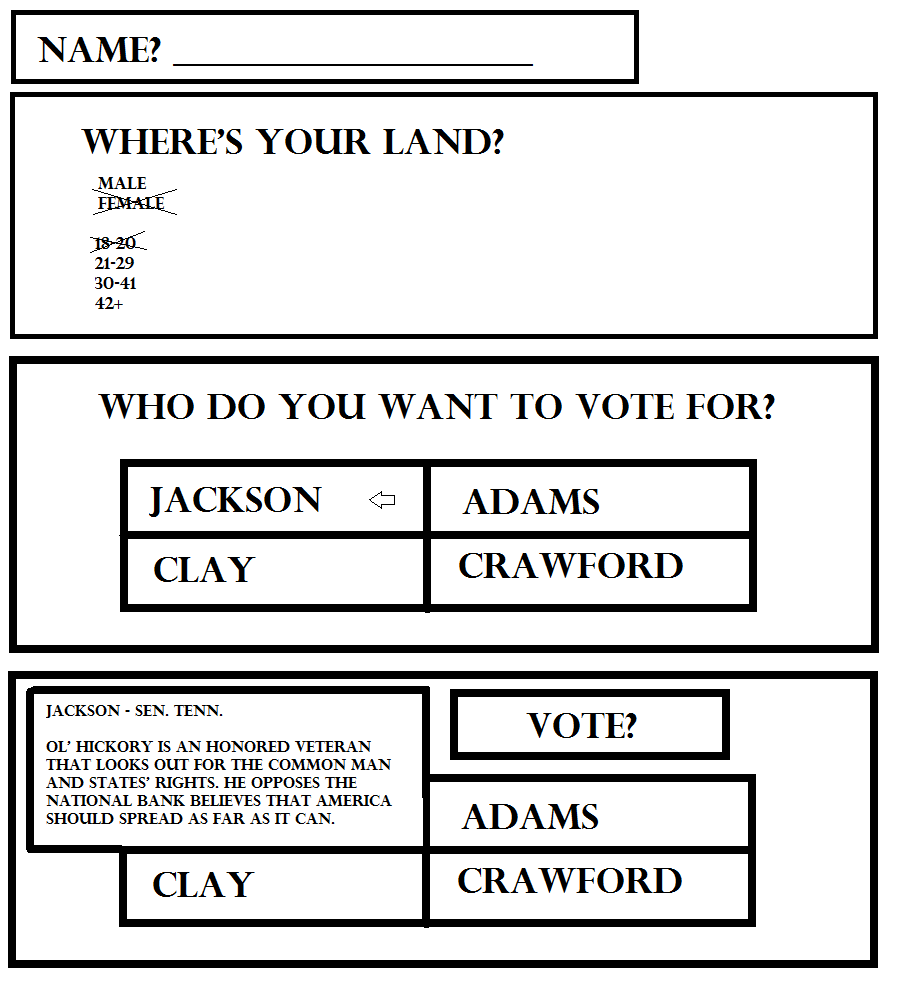 NAME? ____________________
WHERE'S YOUR LAND?
MALE
FEMALE
18-20
21-29
30-41
42+
WHO DO YOU WANT TO VOTE FOR?
JACKSON ADAMS
CLAY CRAWFORD
JACKSON - SEN. TENN.
OL' HICKORY IS AN HONORED VETERAN
THAT LOOKS OUT FOR THE COMMON MAN
AND STATES' RIGHTS. HE OPPOSES THE
NATIONAL BANK BELIEVES THAT AMERICA
SHOULD SPREAD AS FAR AS IT CAN.
VOTE?
ADAMS
CLAY CRAWFORD